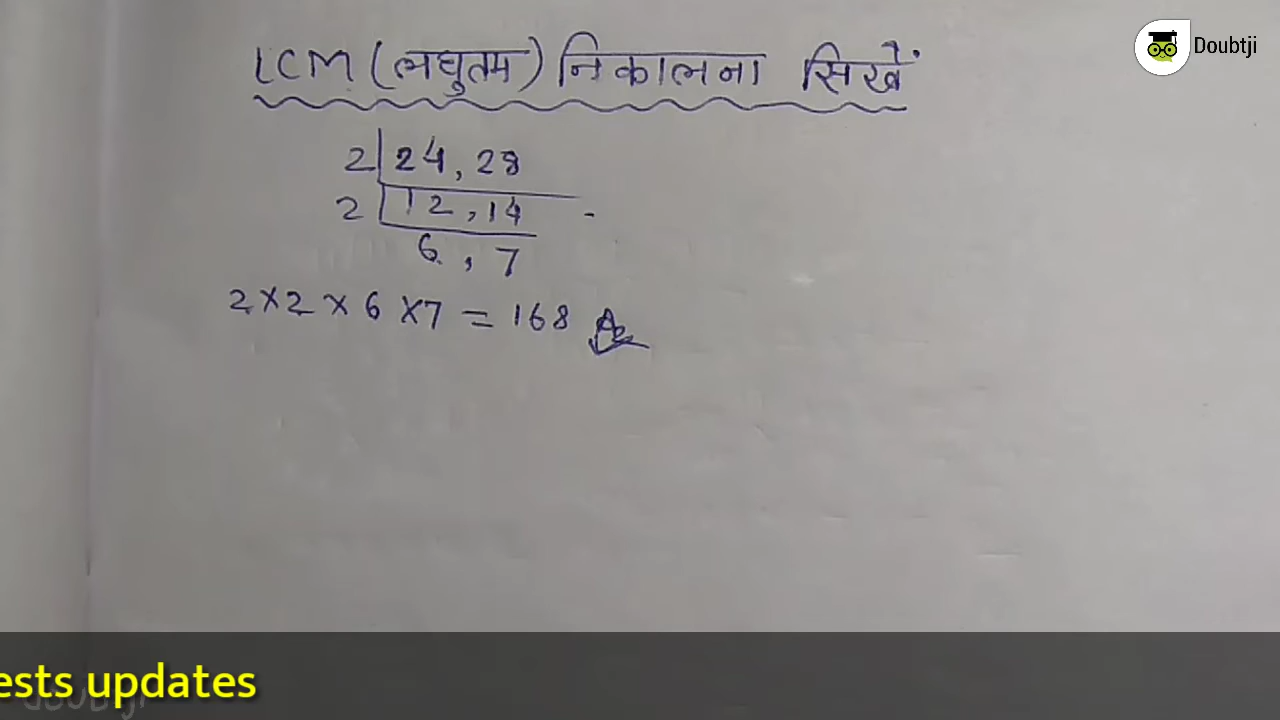 LCM (लघुतम) निकालना सिखें
Doubtji
2 | 24, 28
2 | 12, 14
6, 7
2 × 2 × 6 × 7 = 168
ests updates